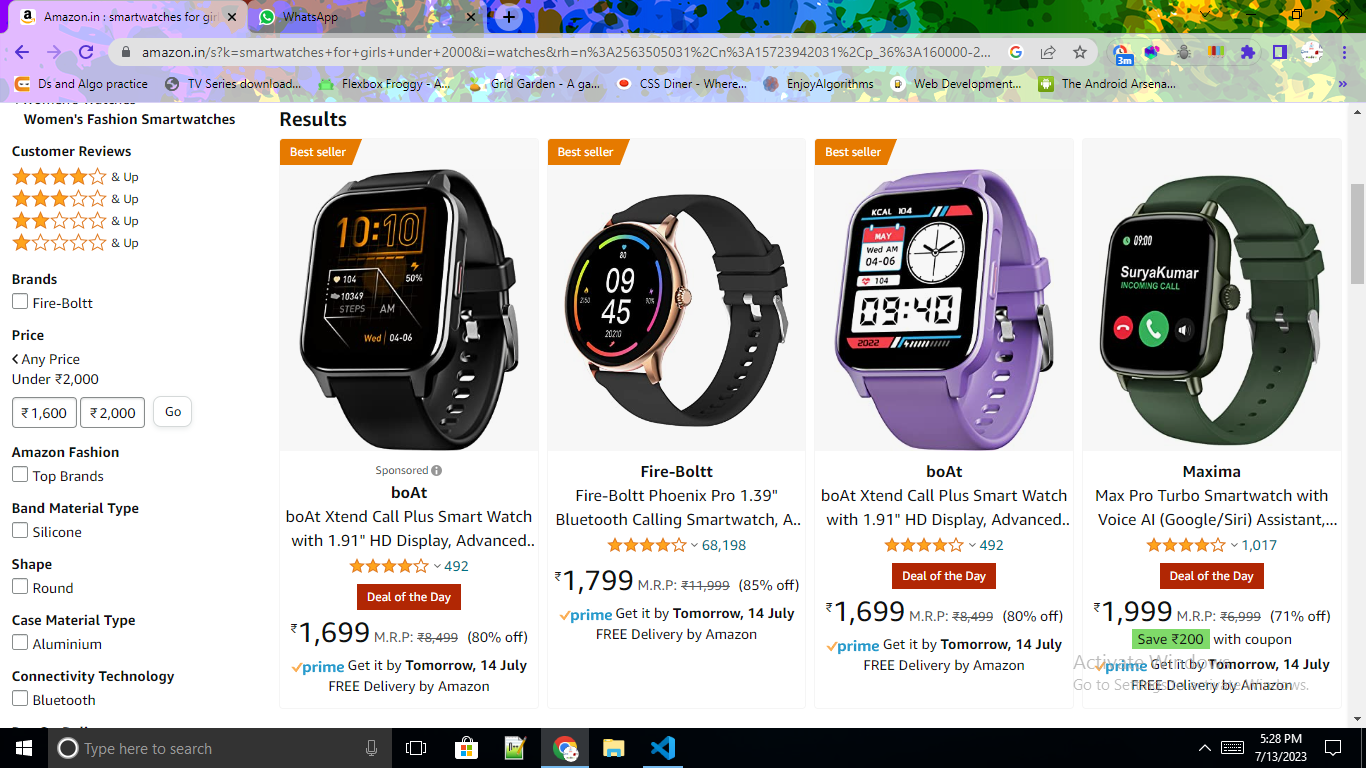 Amazon.in : smartwatches for girl
WhatsApp
amazon.in/s?k=smartwatches+for+girls+under+2000&i=watches&rh=n%3A2563505031%2Cn%3A15723942031%2Cp_36%3A160000-2...
3m
Ds and Algo practice
TV Series download...
Flexbox Froggy - A...
Grid Garden - A ga...
CSS Diner - Where...
EnjoyAlgorithms
Web Development...
The Android Arsena...
Women's Watches
Women's Fashion Smartwatches
Customer Reviews
& Up
& Up
& Up
& Up
Brands
Fire-Boltt
Price
Any Price
Under ₹2,000
₹1,600
₹2,000
Go
Amazon Fashion
Top Brands
Band Material Type
Silicone
Shape
Round
Case Material Type
Aluminium
Connectivity Technology
Bluetooth
Results
Best seller
10:10
50%
104
10349
STEPS
AM
Wed | 04-06
Sponsored
boAt
boAt Xtend Call Plus Smart Watch
with 1.91" HD Display, Advanced..
492
Deal of the Day
₹1,699 M.R.P: ₹8,499 (80% off)
prime Get it by Tomorrow, 14 July
FREE Delivery by Amazon
Best seller
80
09
45
20210
Fire-Boltt
Fire-Boltt Phoenix Pro 1.39"
Bluetooth Calling Smartwatch, A..
68,198
₹1,799 M.R.P: ₹11,999 (85% off)
prime Get it by Tomorrow, 14 July
FREE Delivery by Amazon
Best seller
KCAL 104
MAY
Wed AM
04-06
104
09:40
2022
boAt
boAt Xtend Call Plus Smart Watch
with 1.91" HD Display, Advanced..
492
Deal of the Day
₹1,699 M.R.P: ₹8,499 (80% off)
prime Get it by Tomorrow, 14 July
FREE Delivery by Amazon
09:00
SuryaKumar
INCOMING CALL
Maxima
Max Pro Turbo Smartwatch with
Voice AI (Google/Siri) Assistant,...
1,017
Deal of the Day
₹1,999 M.R.P: ₹6,999 (71% off)
Save ₹200 with coupon
prime Get it by Tomorrow, 14 July
FREE Delivery by Amazon
Activate Windows
Go to Settings to activate Windows.
Type here to search
5:28 PM
7/13/2023